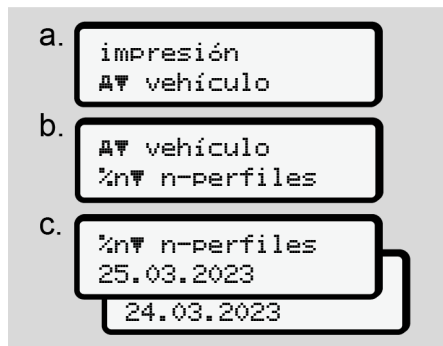 a.
impresión
A▼ vehículo
b.
A▼ vehículo
%n▼ n-perfiles
c.
%n▼ n-perfiles
25.03.2023
24.03.2023